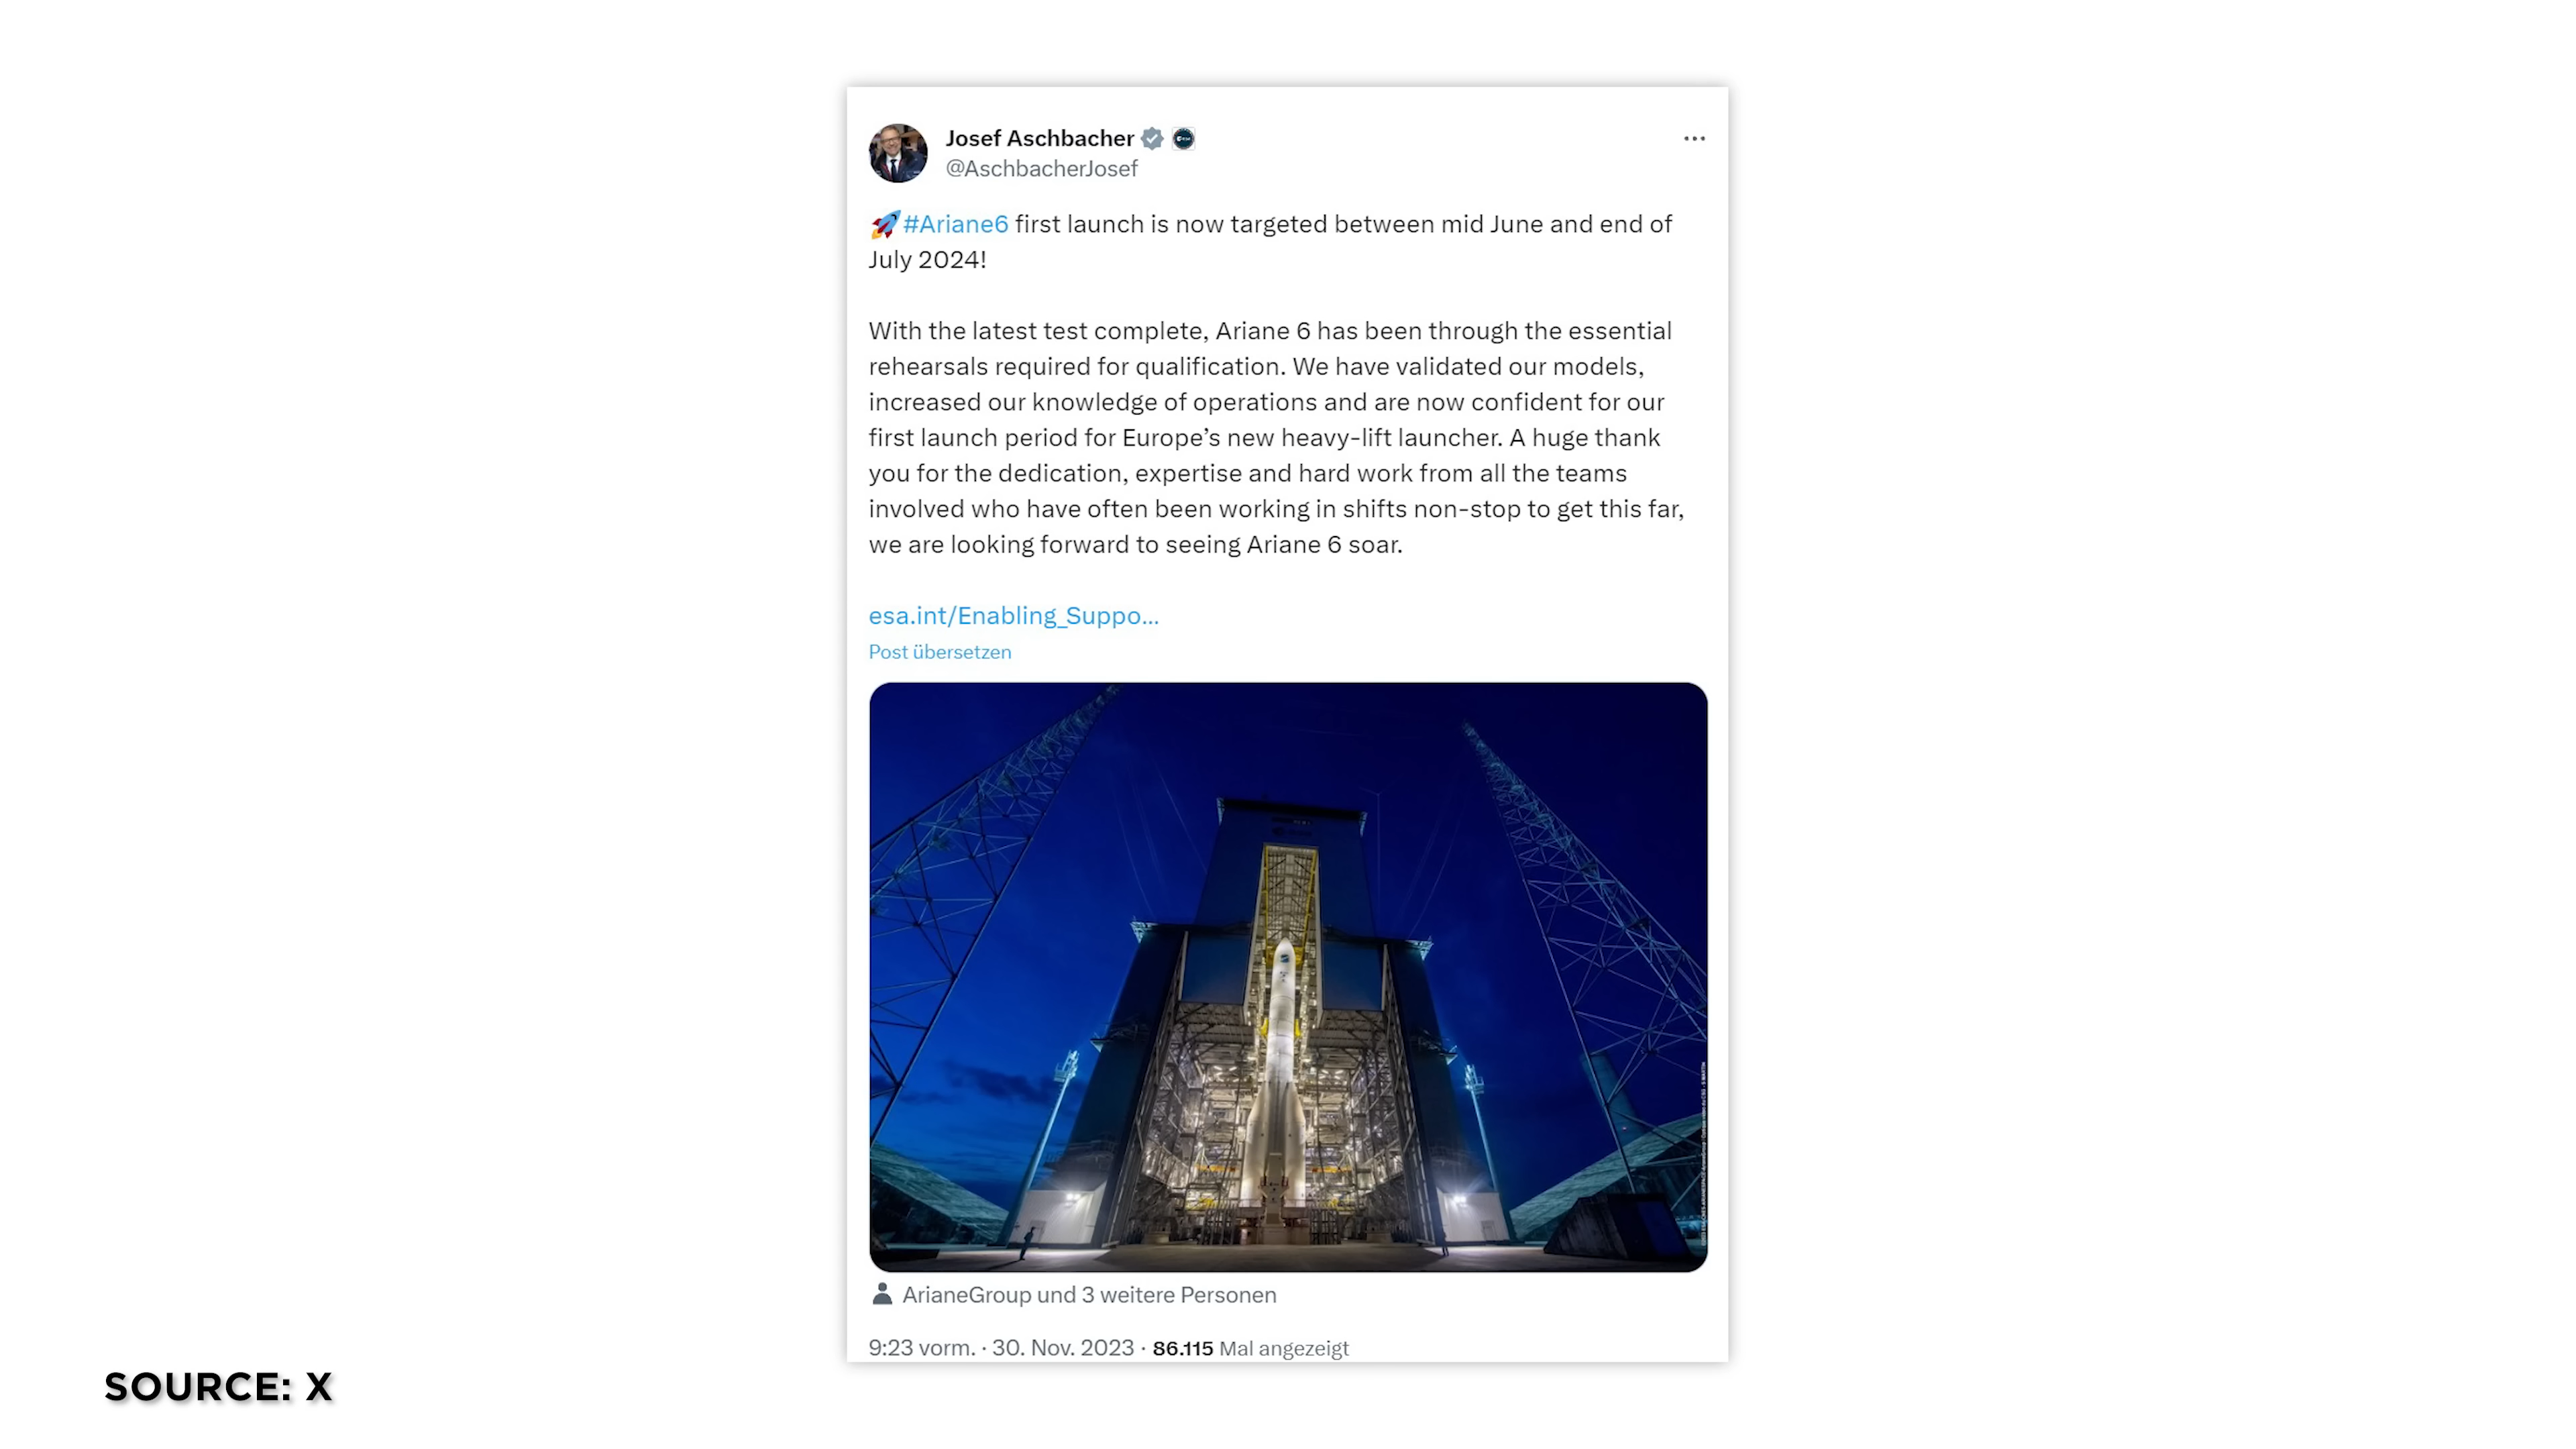 Josef Aschbacher
@AschbacherJosef
#Ariane6 first launch is now targeted between mid June and end of
July 2024!
With the latest test complete, Ariane 6 has been through the essential
rehearsals required for qualification. We have validated our models,
increased our knowledge of operations and are now confident for our
first launch period for Europe’s new heavy-lift launcher. A huge thank
you for the dedication, expertise and hard work from all the teams
involved who have often been working in shifts non-stop to get this far,
we are looking forward to seeing Ariane 6 soar.
esa.int/Enabling_Suppo...
Post übersetzen
ArianeGroup und 3 weitere Personen
9:23 vorm. · 30. Nov. 2023 · 86.115 Mal angezeigt
SOURCE: X